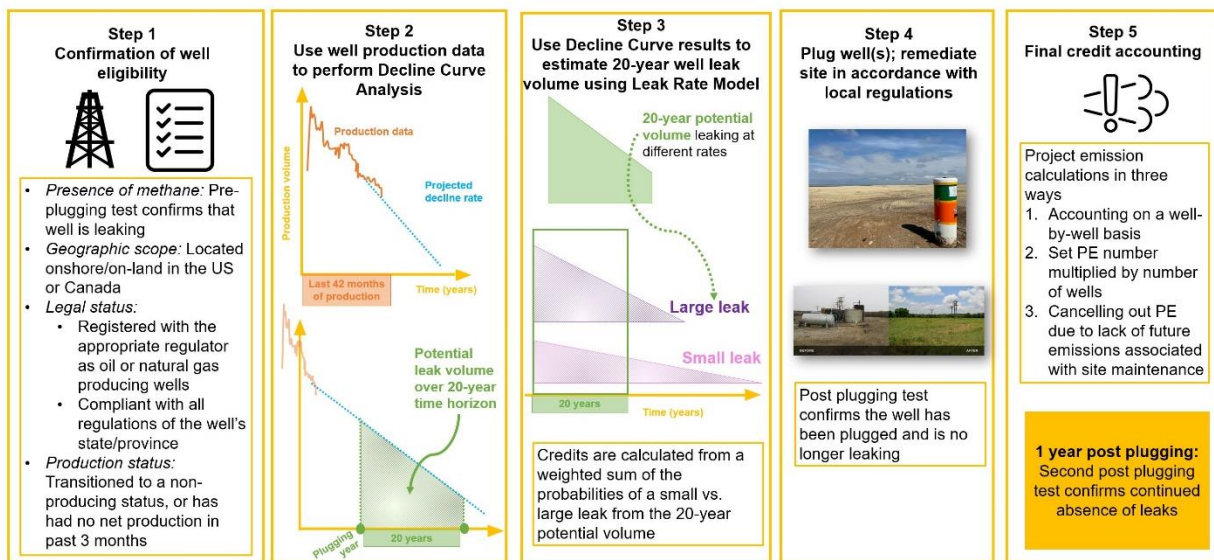 Step 1
Confirmation of well
eligibility
• Presence of methane: Pre-
plugging test confirms that
well is leaking
• Geographic scope: Located
onshore/on-land in the US
or Canada
• Legal status:
• Registered with the
appropriate regulator
as oil or natural gas
producing wells
• Compliant with all
regulations of the well's
state/province
• Production status:
Transitioned to a non-
producing status, or has
had no net production in
past 3 months
Step 2
Use well production data
to perform Decline Curve
Analysis
Production volume
Production data
Projected
decline rate
Last 42 months
of production
Time (years)
Potential
leak volume
over 20-year
time horizon
Plugging
year
20 years
Step 3
Use Decline Curve results to
estimate 20-year well leak
volume using Leak Rate Model
20-year potential
volume leaking at
different rates
Large leak
Small leak
20 years
Time (years)
Credits are calculated from a
weighted sum of the
probabilities of a small vs.
large leak from the 20-year
potential volume
Step 4
Plug well(s); remediate
site in accordance with
local regulations
BEFORE
AFTER
Post plugging test
confirms the well has
been plugged and is no
longer leaking
Step 5
Final credit accounting
Project emission
calculations in three
ways
1. Accounting on a well-
by-well basis
2. Set PE number
multiplied by number
of wells
3. Cancelling out PE
due to lack of future
emissions associated
with site maintenance
1 year post plugging:
Second post plugging
test confirms continued
absence of leaks